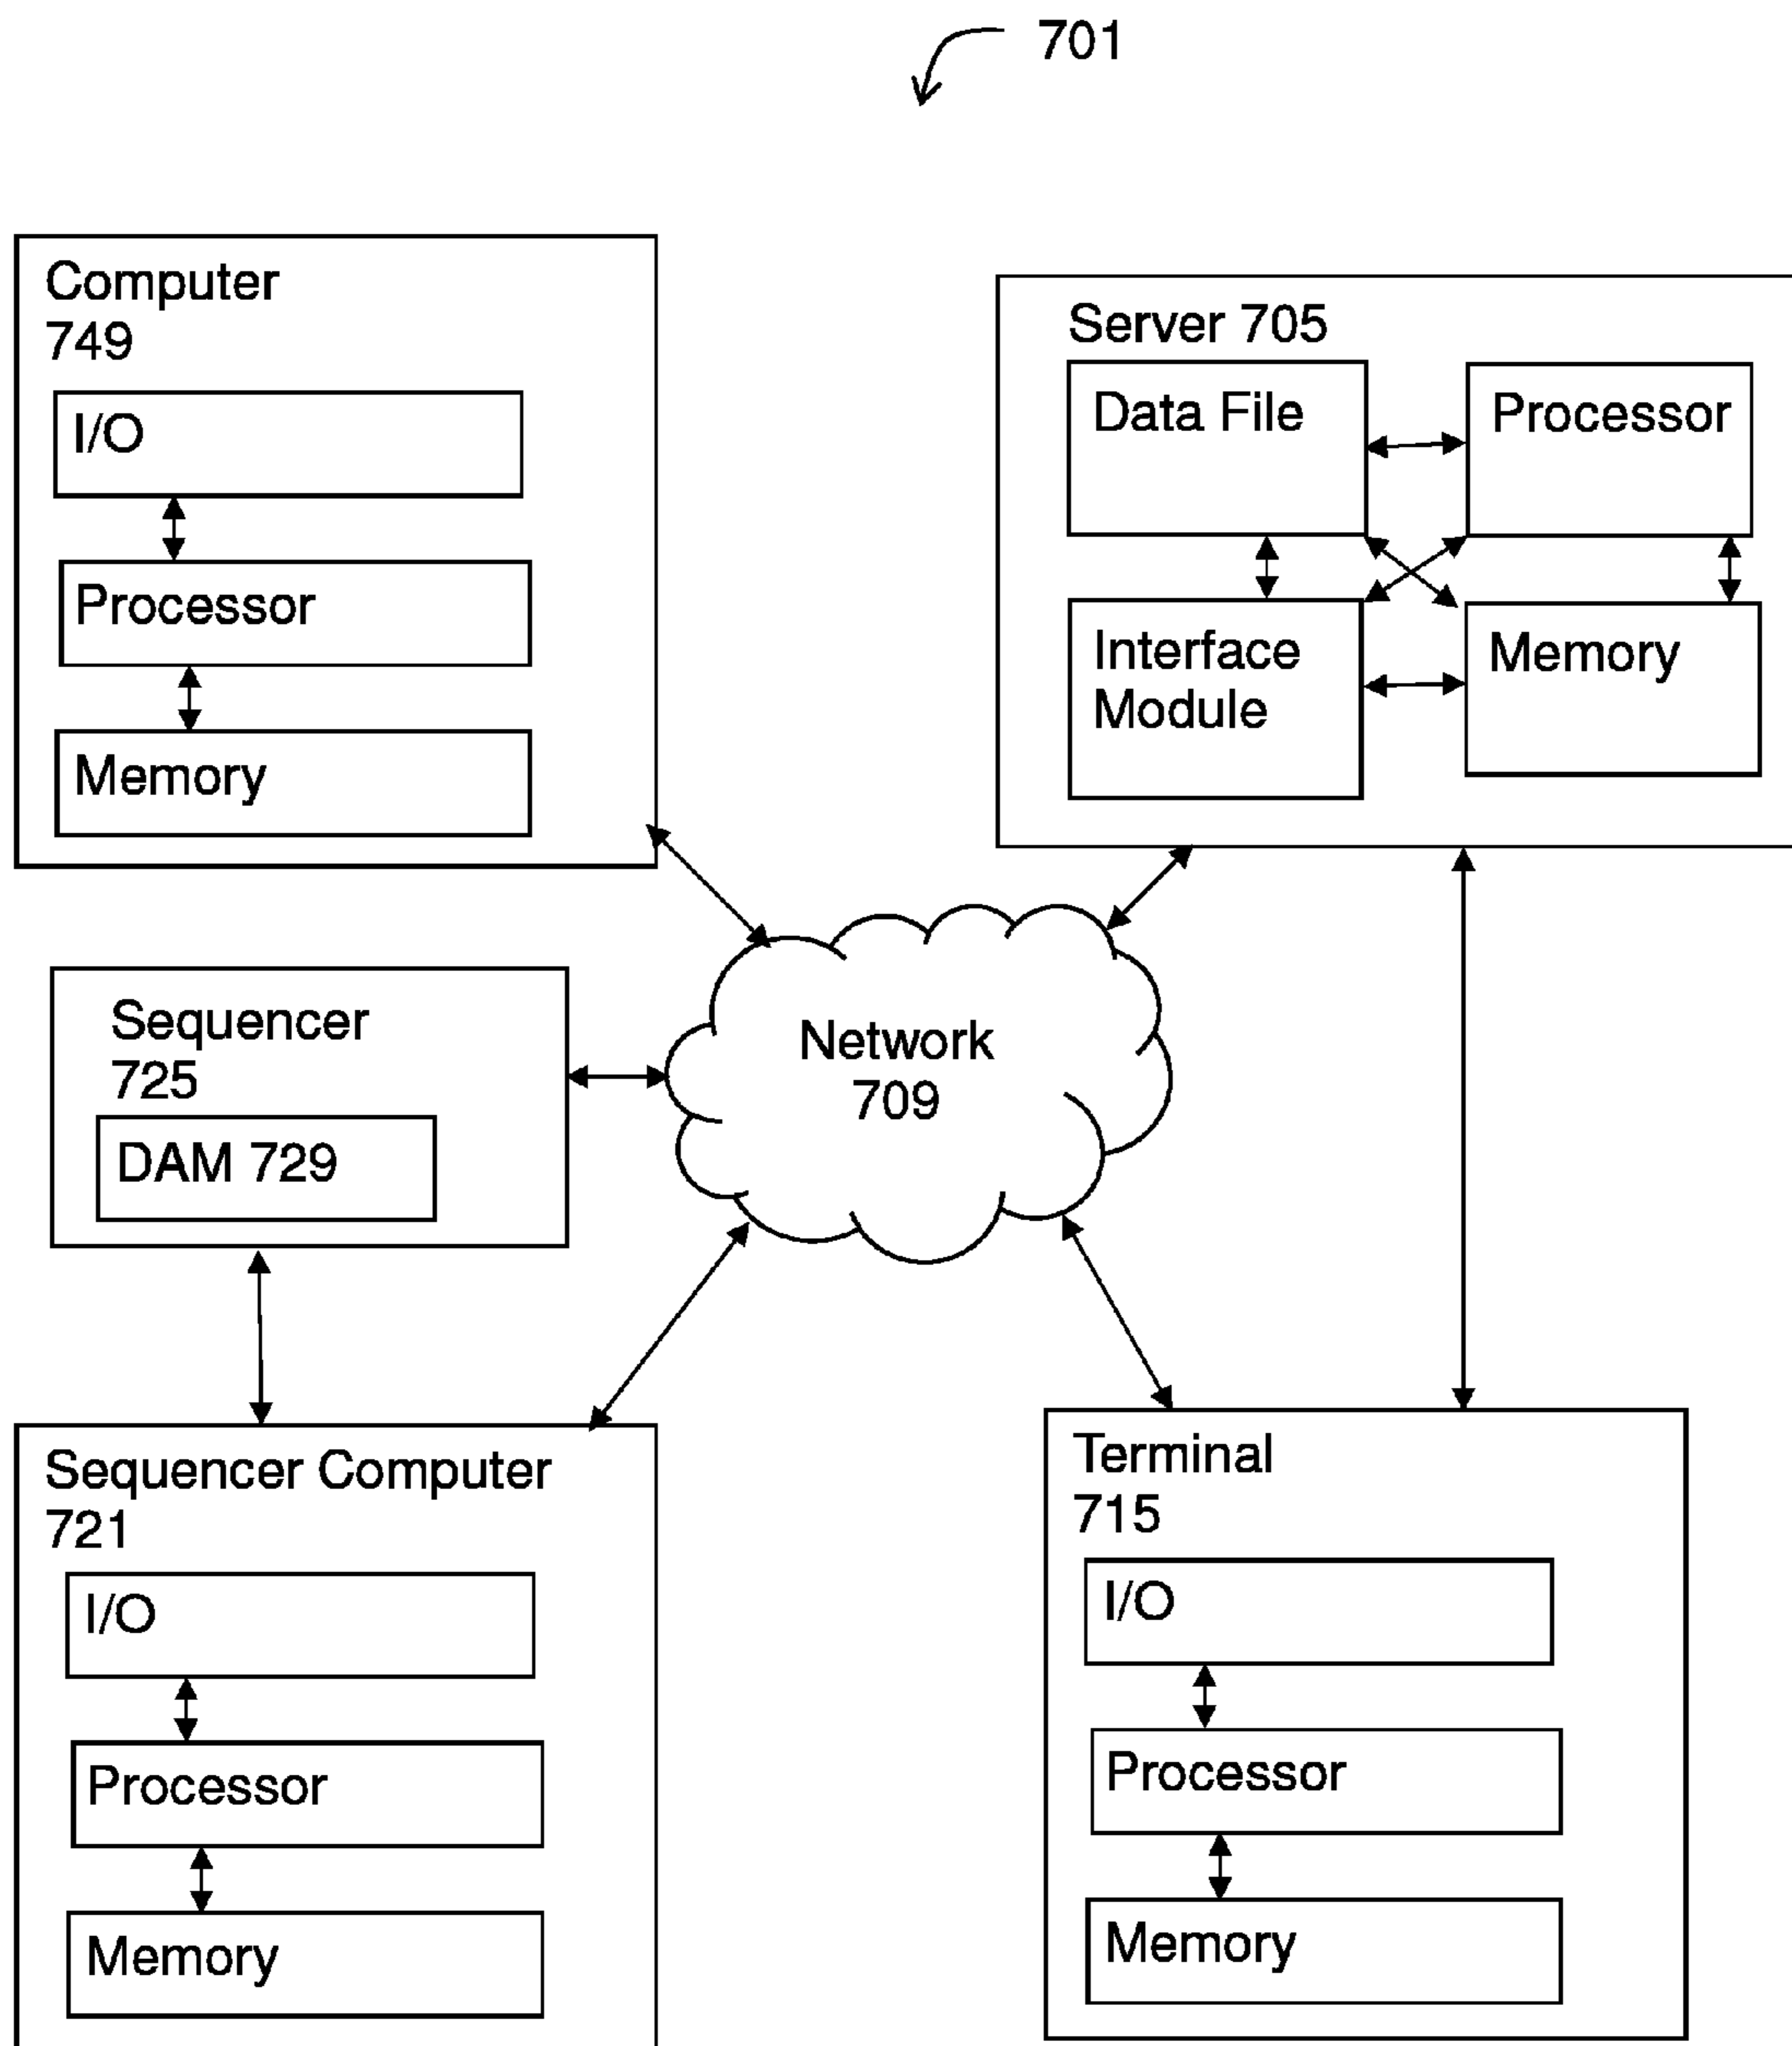 701
Computer
749
I/O
Processor
Memory
Server 705
Data File
Processor
Interface
Module
Memory
Sequencer
725
DAM 729
Network
709
Sequencer Computer
721
I/O
Processor
Memory
Terminal
715
I/O
Processor
Memory